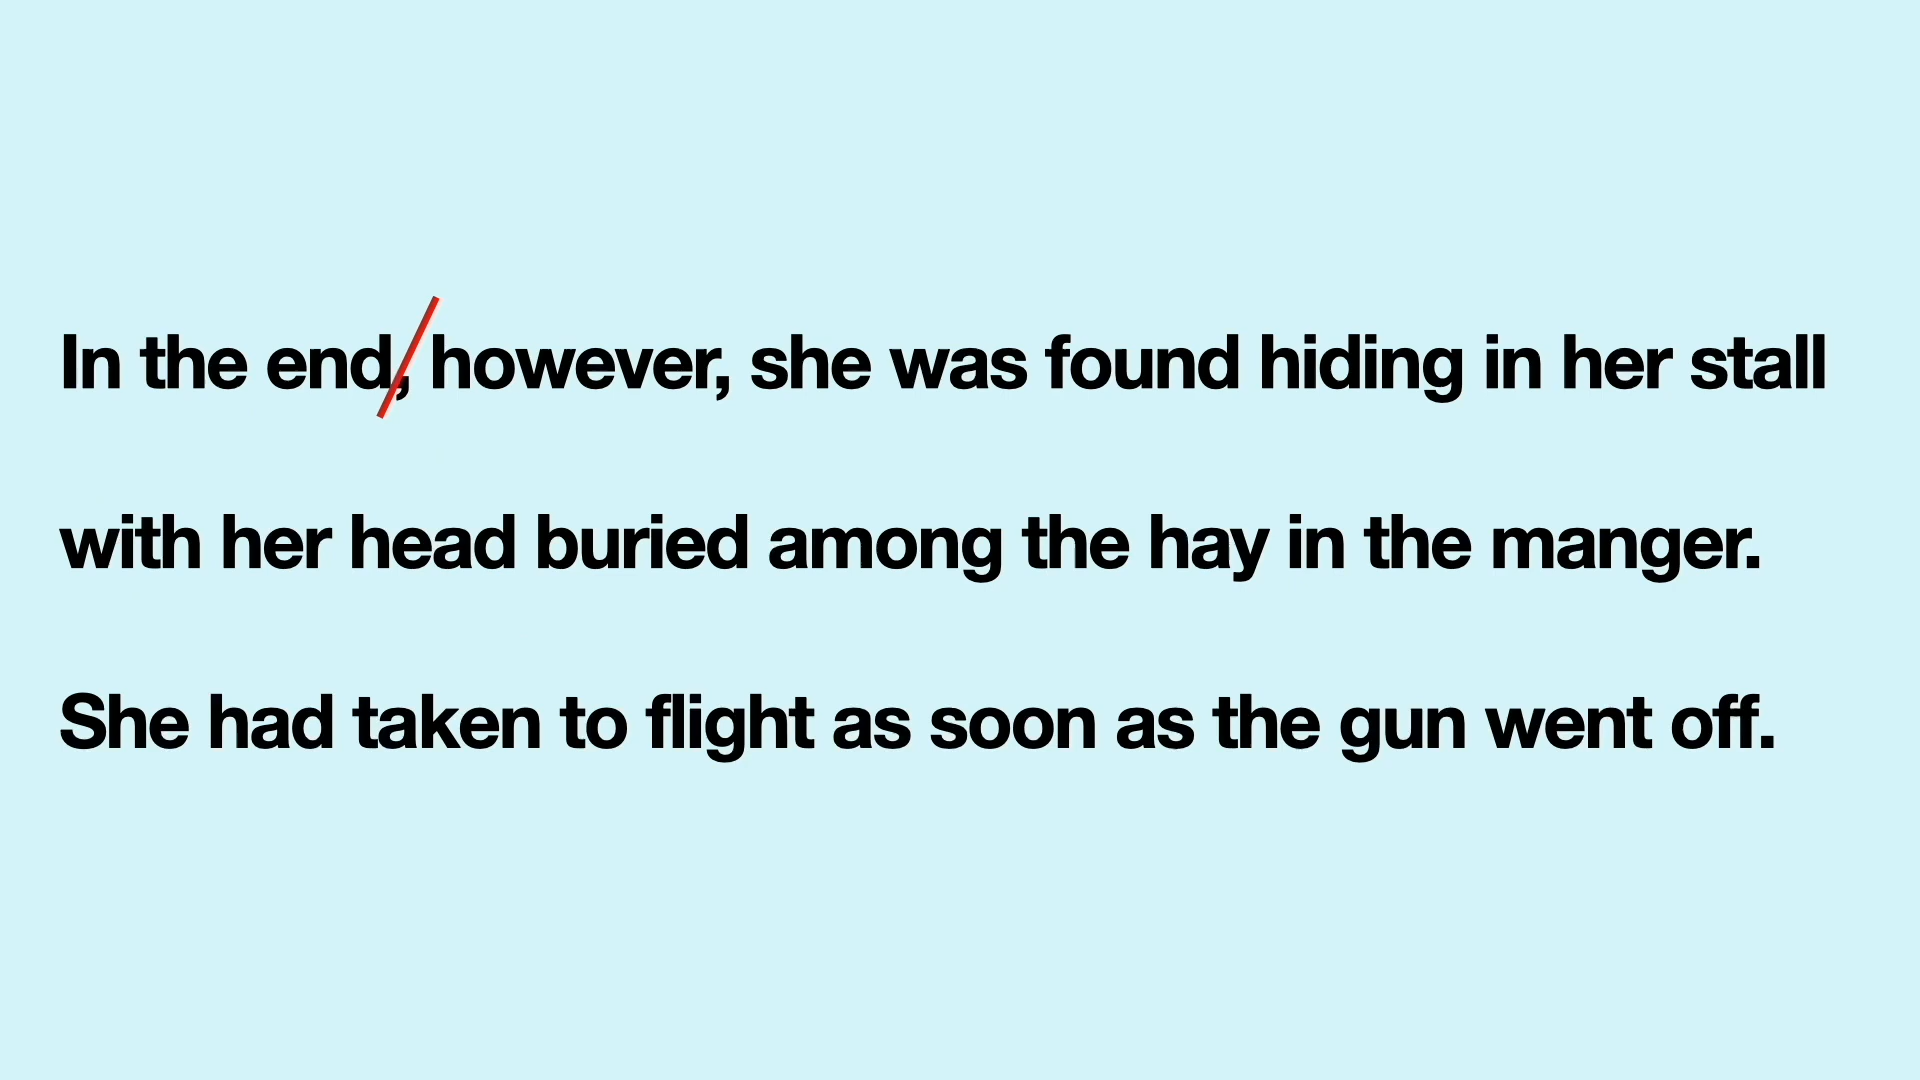 In the end, however, she was found hiding in her stall
with her head buried among the hay in the manger.
She had taken to flight as soon as the gun went off.